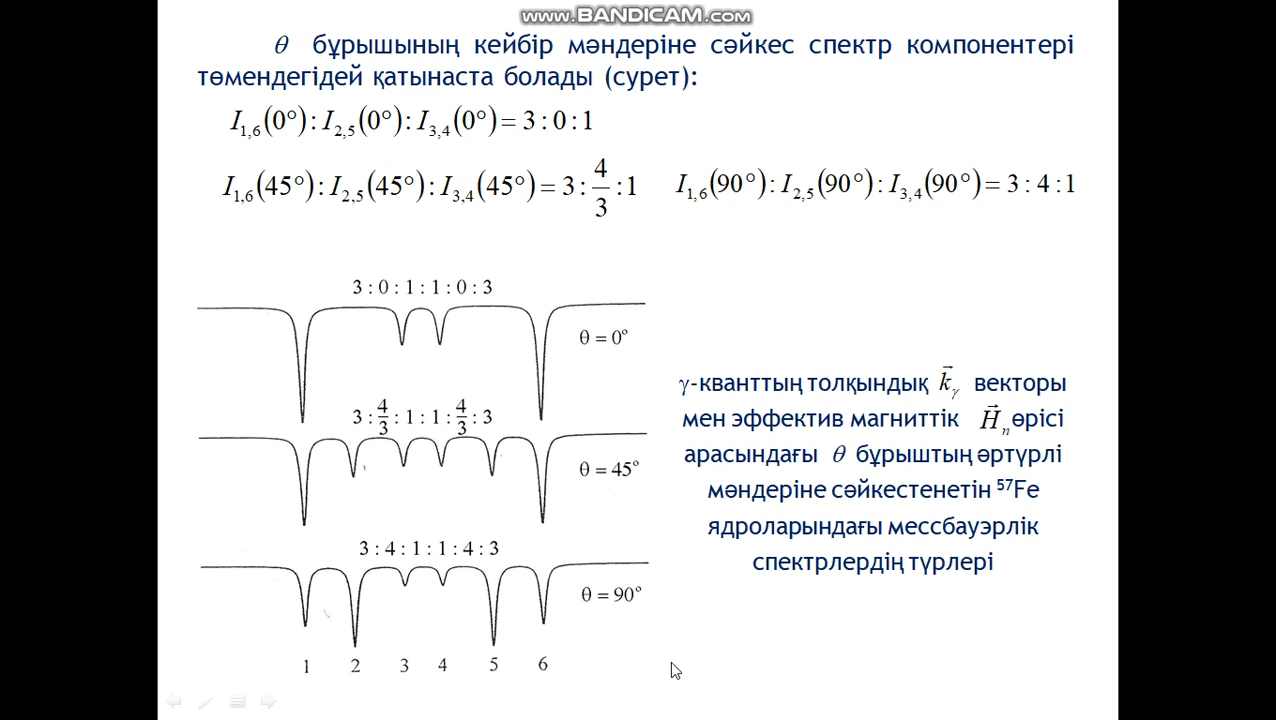 www.BANDICAM.com
θ бұрышының кейбір мәндеріне сәйкес спектр компонентері
төмендегідей қатынаста болады (сурет):
I₁,₆(0°) : I₂,₅(0°) : I₃,₄(0°) = 3 : 0 : 1
I₁,₆(45°) : I₂,₅(45°) : I₃,₄(45°) = 3 : 4/3 : 1
I₁,₆(90°) : I₂,₅(90°) : I₃,₄(90°) = 3 : 4 : 1
3 : 0 : 1 : 1 : 0 : 3
θ = 0°
3 : 4/3 : 1 : 1 : 4/3 : 3
θ = 45°
3 : 4 : 1 : 1 : 4 : 3
θ = 90°
1 2 3 4 5 6
γ-кванттың толқындық k⃗ᵧ векторы
мен эффектив магниттік H⃗ₙ өрісі
арасындағы θ бұрыштың әртүрлі
мәндеріне сәйкестенетін ⁵⁷Fe
ядроларындағы мессбауэрлік
спектрлердің түрлері